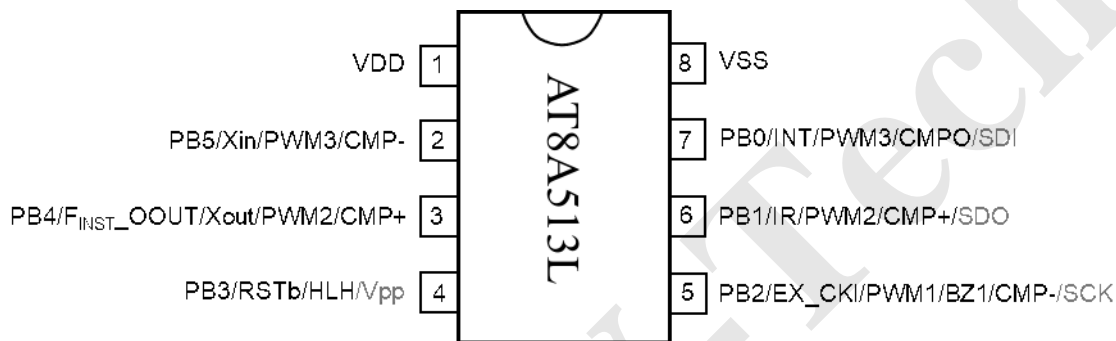 VDD 1 8 VSS
PB5/Xin/PWM3/CMP- 2 7 PB0/INT/PWM3/CMPO/SDI
PB4/FINST_OOUT/Xout/PWM2/CMP+ 3 6 PB1/IR/PWM2/CMP+/SDO
PB3/RSTb/HLH/Vpp 4 5 PB2/EX_CKI/PWM1/BZ1/CMP-/SCK
AT8A513L
Tech